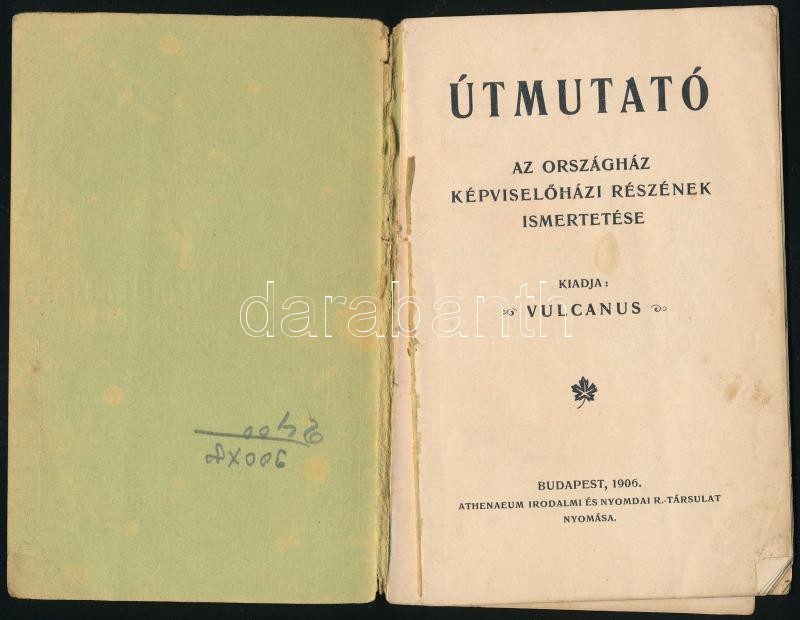 ÚTMUTATÓ
AZ ORSZÁGHÁZ
KÉPVISELŐHÁZI RÉSZÉNEK
ISMERTETÉSE
KIADJA:
VULCANUS
BUDAPEST, 1906.
ATHENAEUM IRODALMI ÉS NYOMDAI R.-TÁRSULAT
NYOMÁSA.
darabanth